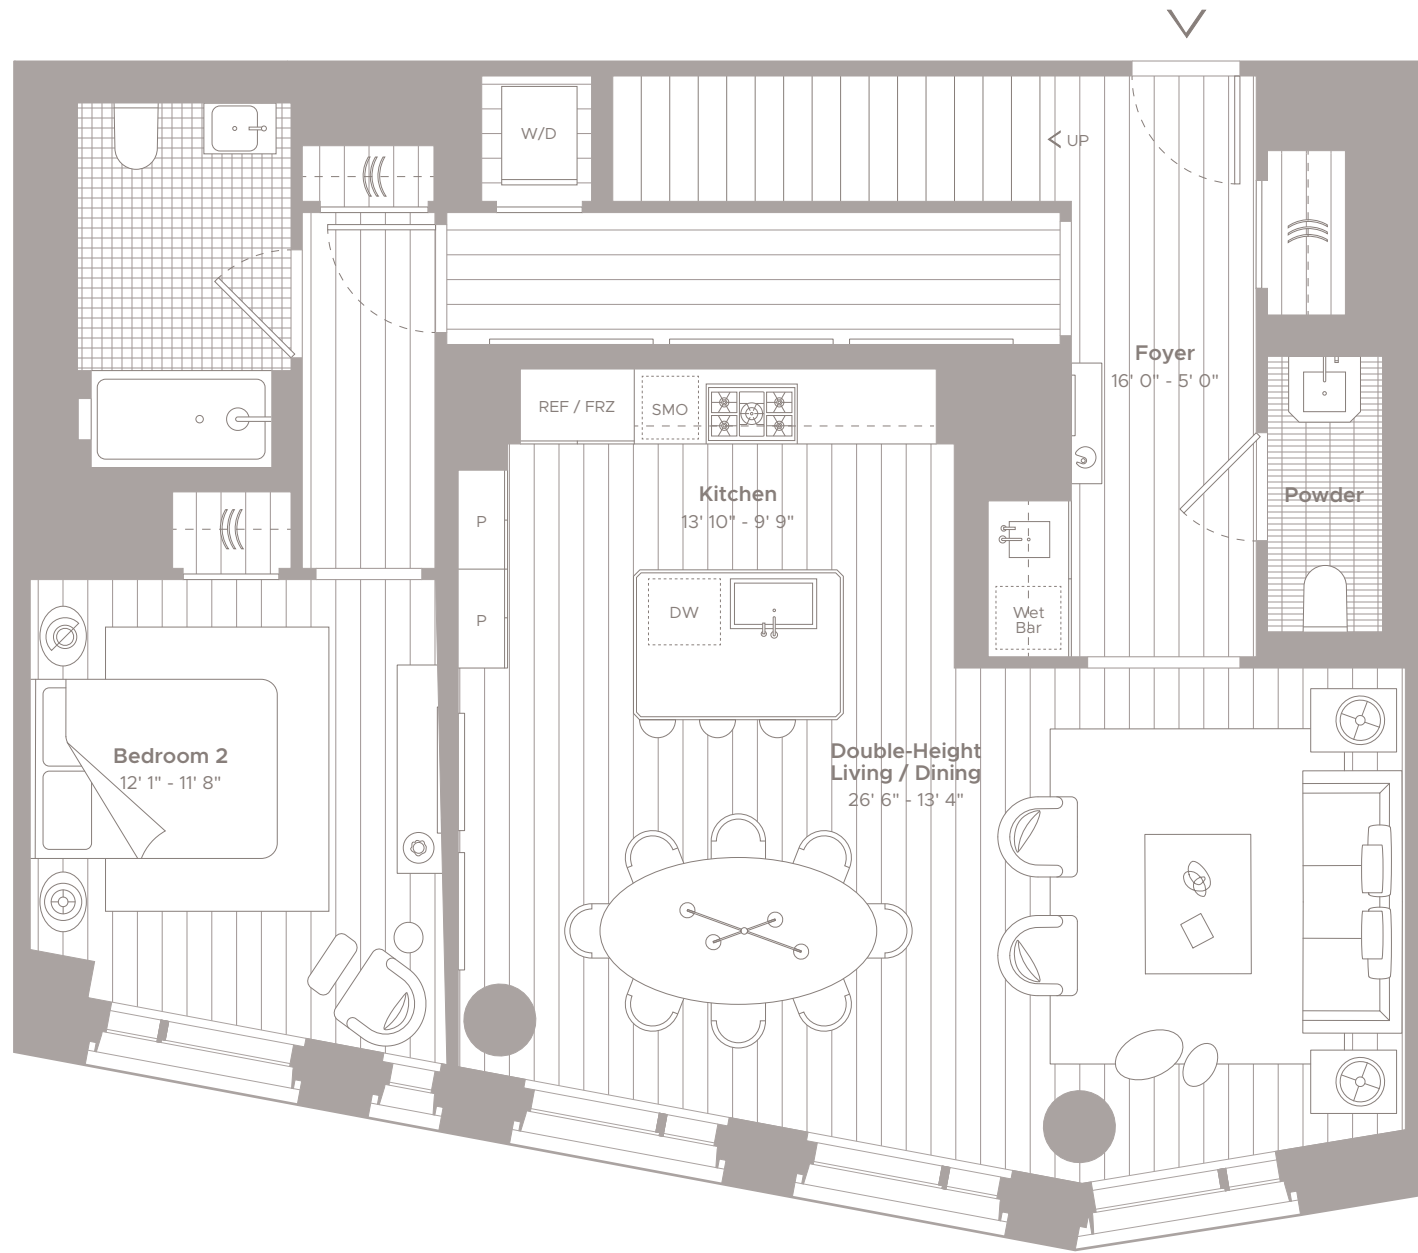 W/D
UP
Foyer
16' 0" - 5' 0"
REF / FRZ
SMO
Kitchen
13' 10" - 9' 9"
P
Powder
P
DW
Wet
Bar
Bedroom 2
12' 1" - 11' 8"
Double-Height
Living / Dining
26' 6" - 13' 4"